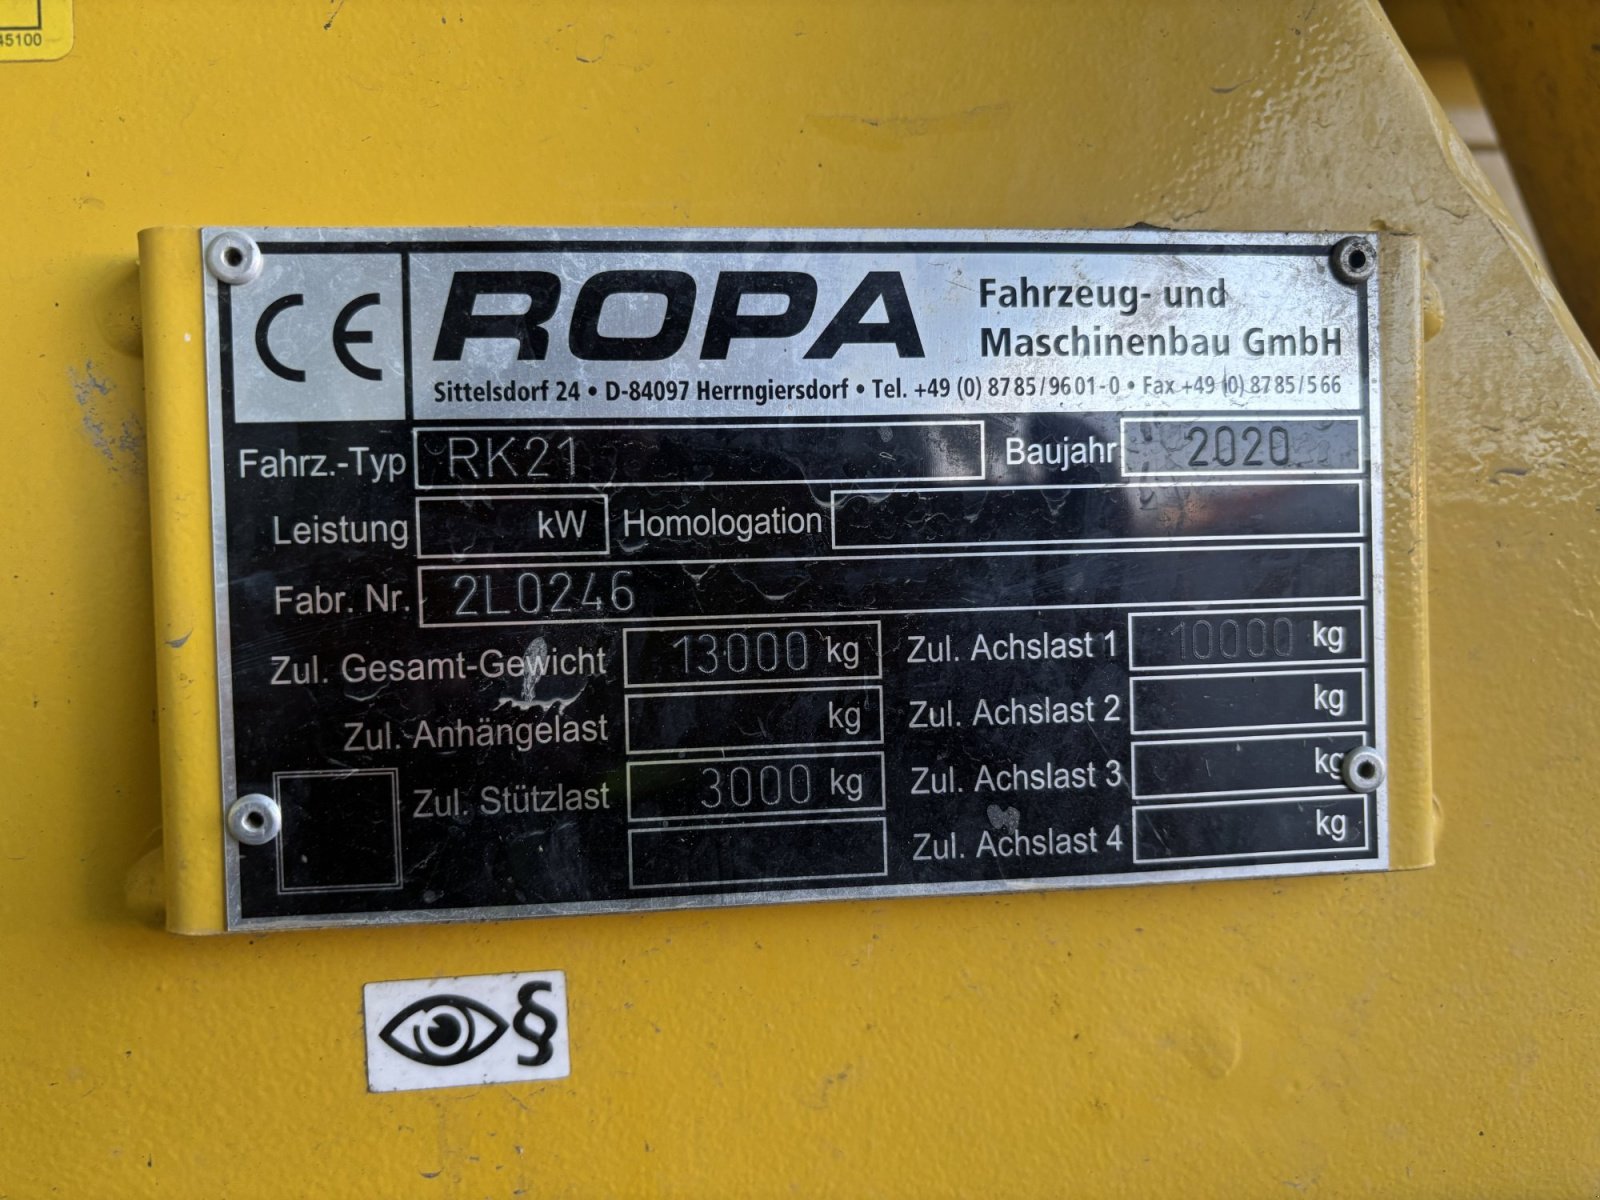 45100
CE ROPA Fahrzeug- und
Maschinenbau GmbH
Sittelsdorf 24 • D-84097 Herrngiersdorf • Tel. +49 (0) 8785/9601-0 • Fax +49 (0) 8785/566
Fahrz.-Typ RK21 Baujahr 2020
Leistung kW Homologation
Fabr. Nr. 2L0246
Zul. Gesamt-Gewicht 13000 kg Zul. Achslast 1 10000 kg
Zul. Anhängelast kg Zul. Achslast 2 kg
Zul. Stützlast 3000 kg Zul. Achslast 3 kg
Zul. Achslast 4 kg
§